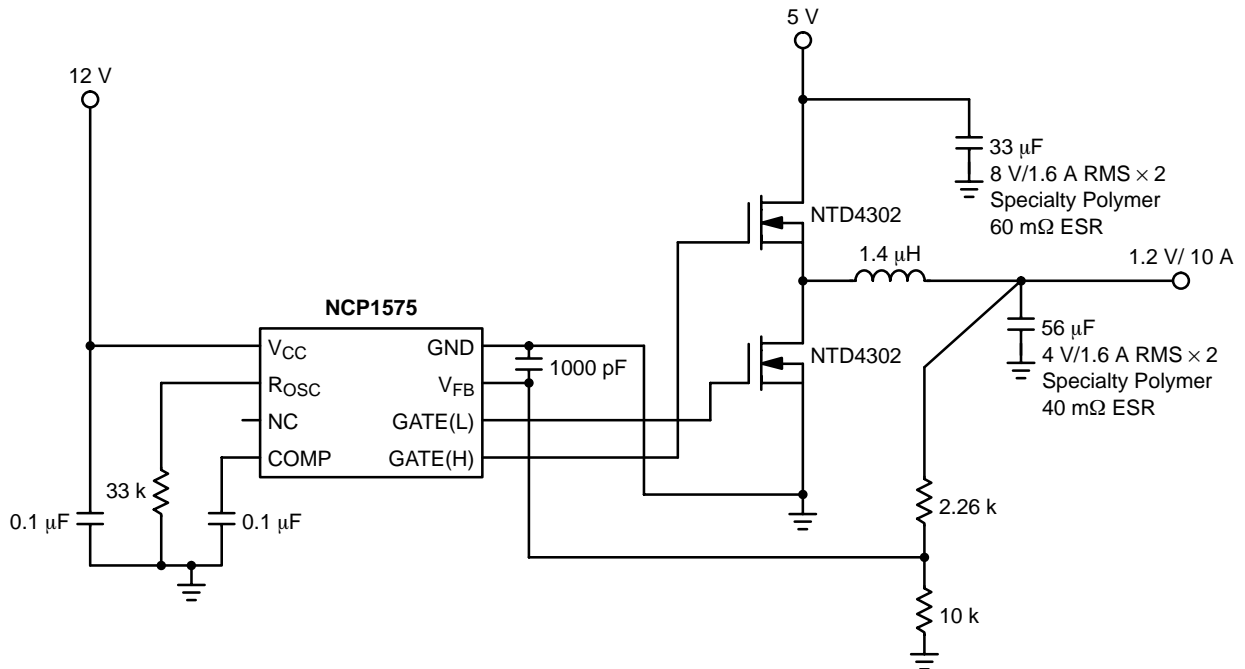 5 V
12 V
33 μF
8 V/1.6 A RMS × 2
Specialty Polymer
60 mΩ ESR
NTD4302
1.4 μH
1.2 V/ 10 A
NCP1575
VCC
GND
1000 pF
NTD4302
56 μF
4 V/1.6 A RMS × 2
Specialty Polymer
40 mΩ ESR
ROSC
VFB
NC
GATE(L)
COMP
GATE(H)
33 k
0.1 μF
0.1 μF
2.26 k
10 k